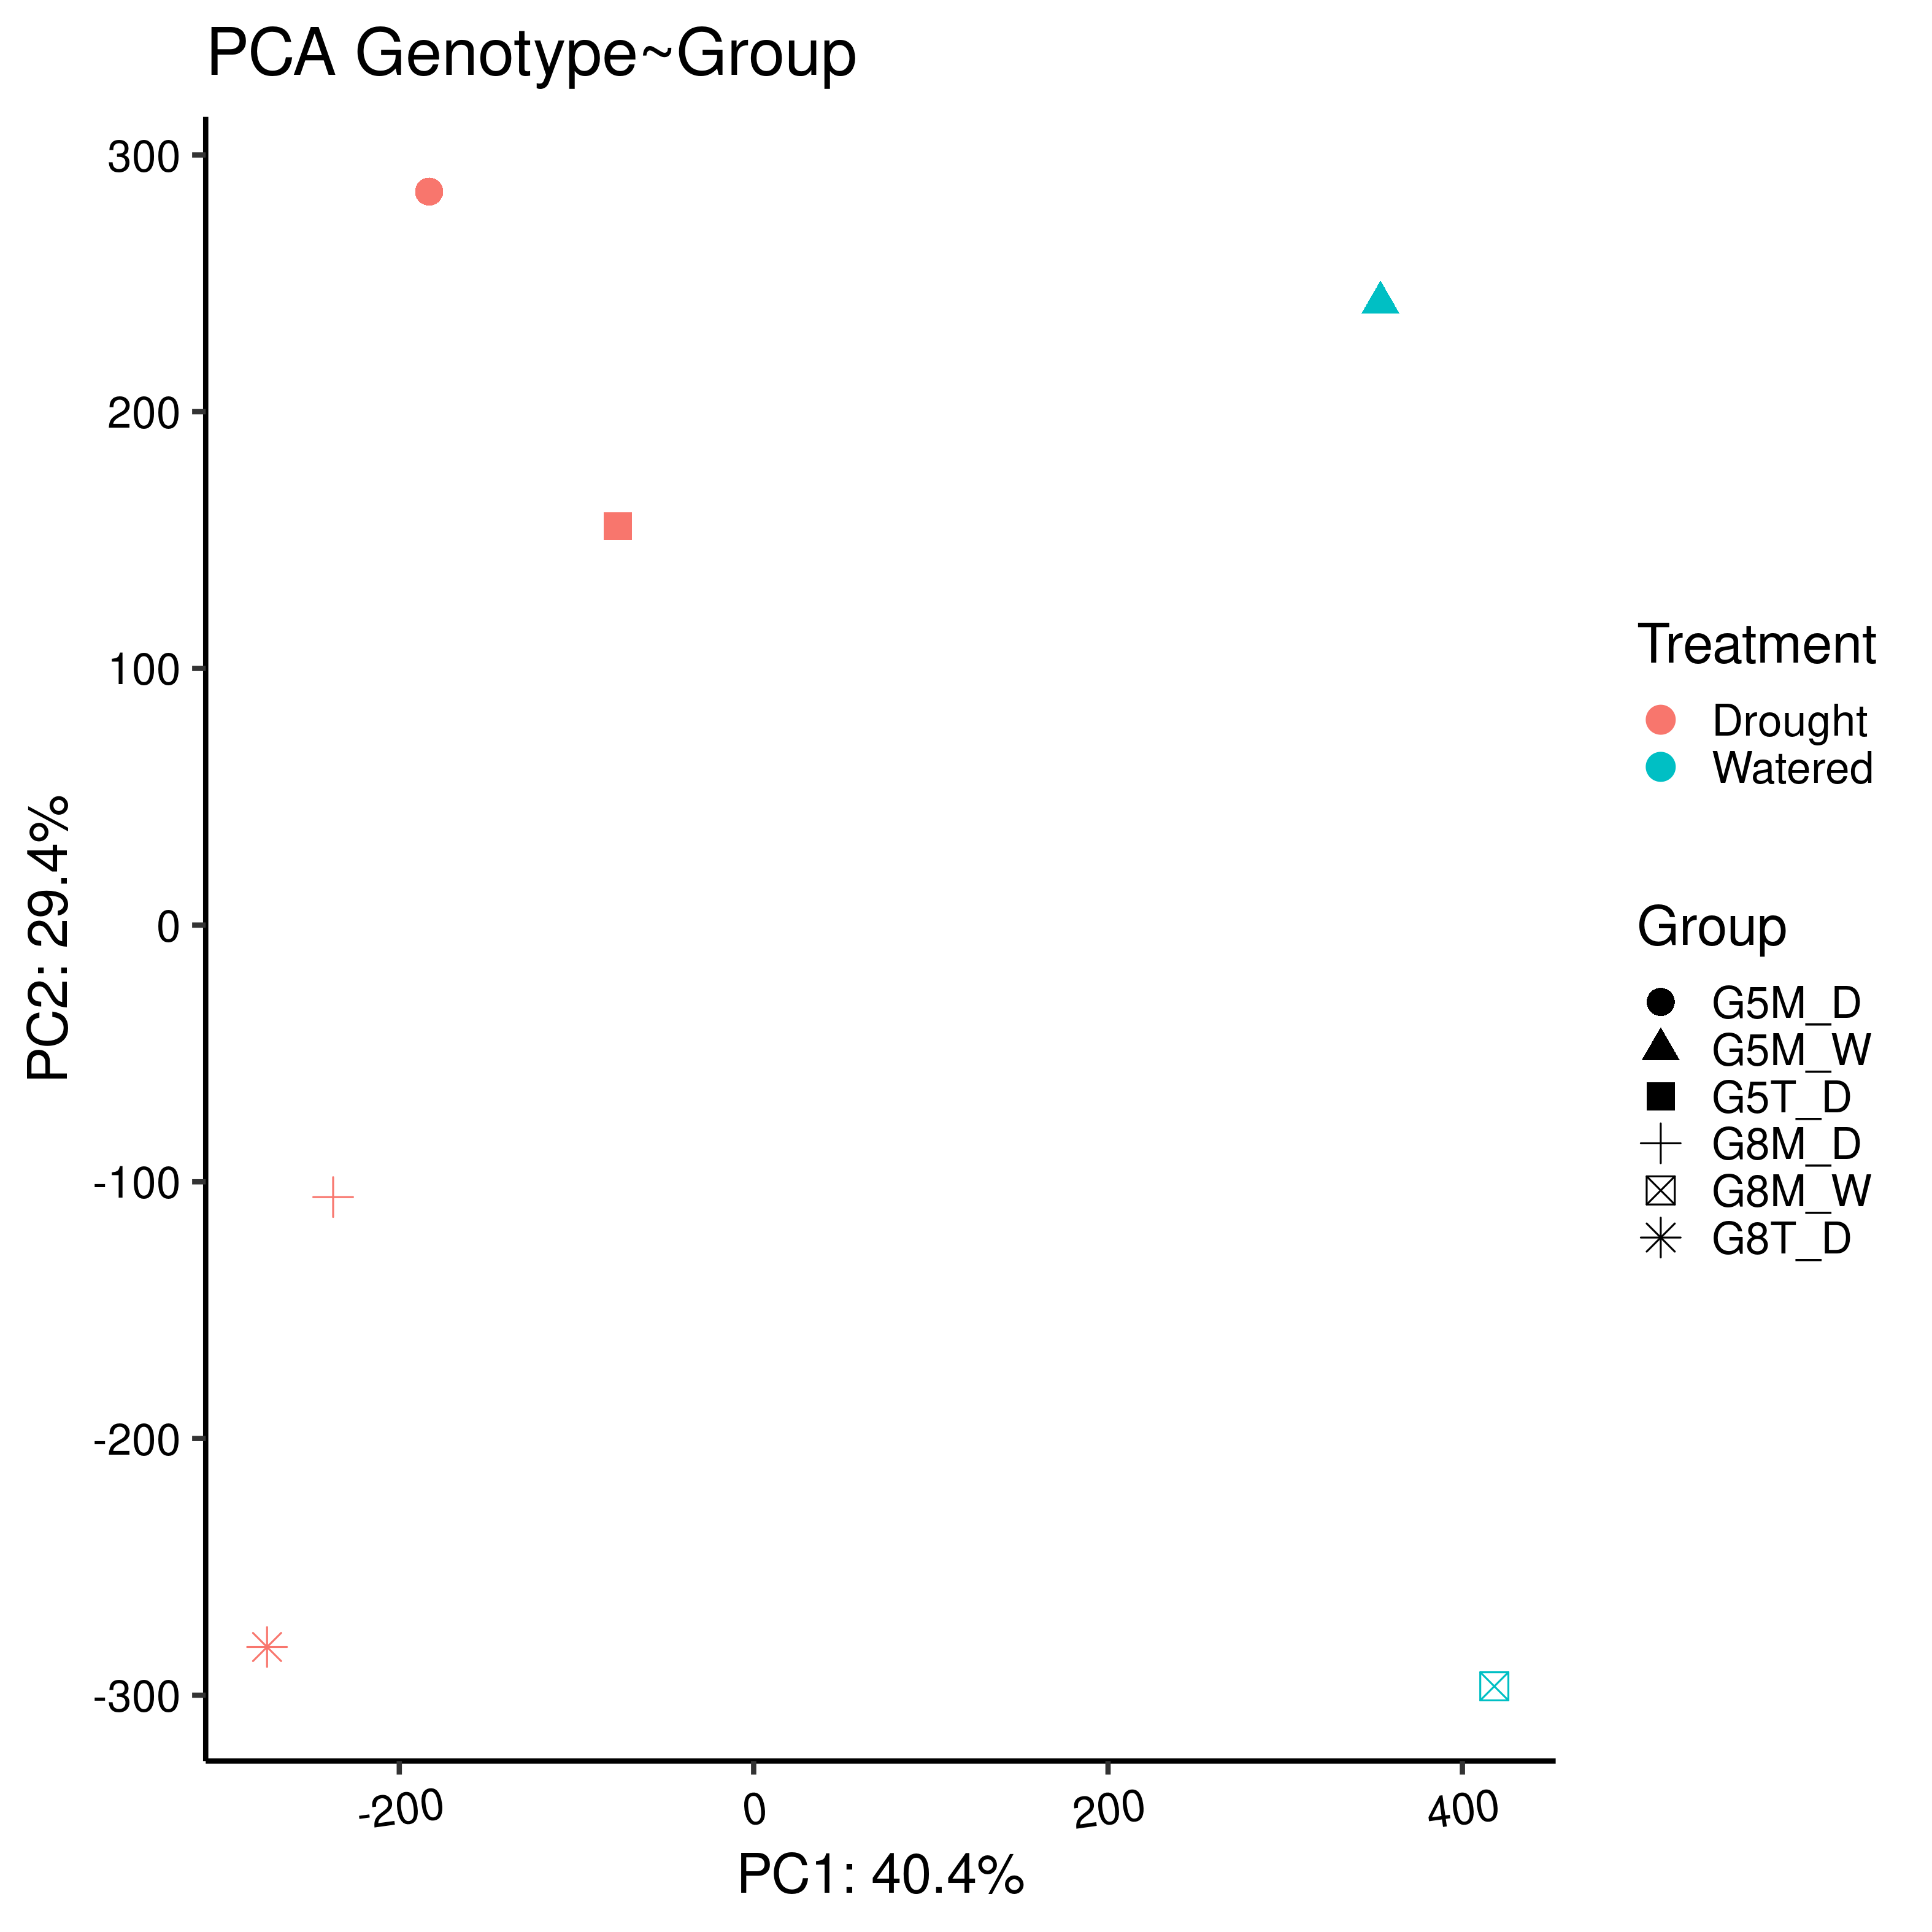 PCA Genotype~Group
300
200
100
0
-100
-200
-300
PC2: 29.4%
-200
0
200
400
PC1: 40.4%
Treatment
Drought
Watered
Group
G5M_D
G5M_W
G5T_D
G8M_D
G8M_W
G8T_D